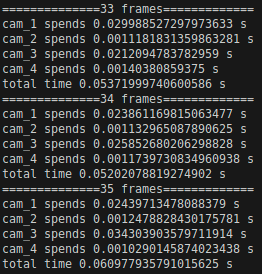 ==============33 frames=============
cam_1 spends 0.029988527297973633 s
cam_2 spends 0.0011181831359863281 s
cam_3 spends 0.0212094783782959 s
cam_4 spends 0.00140380859375 s
total time 0.05371999740600586 s
==============34 frames=============
cam_1 spends 0.023861169815063477 s
cam_2 spends 0.001132965087890625 s
cam_3 spends 0.025852680206298828 s
cam_4 spends 0.0011739730834960938 s
total time 0.05202078819274902 s
==============35 frames=============
cam_1 spends 0.02439713478088379 s
cam_2 spends 0.0012478828430175781 s
cam_3 spends 0.034303903579711914 s
cam_4 spends 0.0010290145874023438 s
total time 0.060977935791015625 s